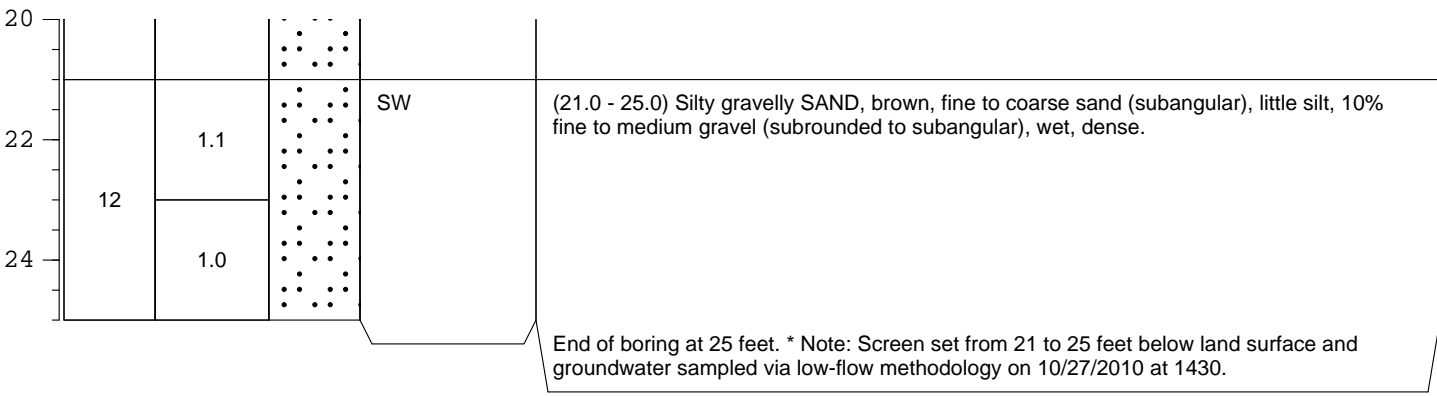 20
SW
(21.0 - 25.0) Silty gravelly SAND, brown, fine to coarse sand (subangular), little silt, 10%
fine to medium gravel (subrounded to subangular), wet, dense.
22
1.1
12
24
1.0
End of boring at 25 feet. * Note: Screen set from 21 to 25 feet below land surface and
groundwater sampled via low-flow methodology on 10/27/2010 at 1430.